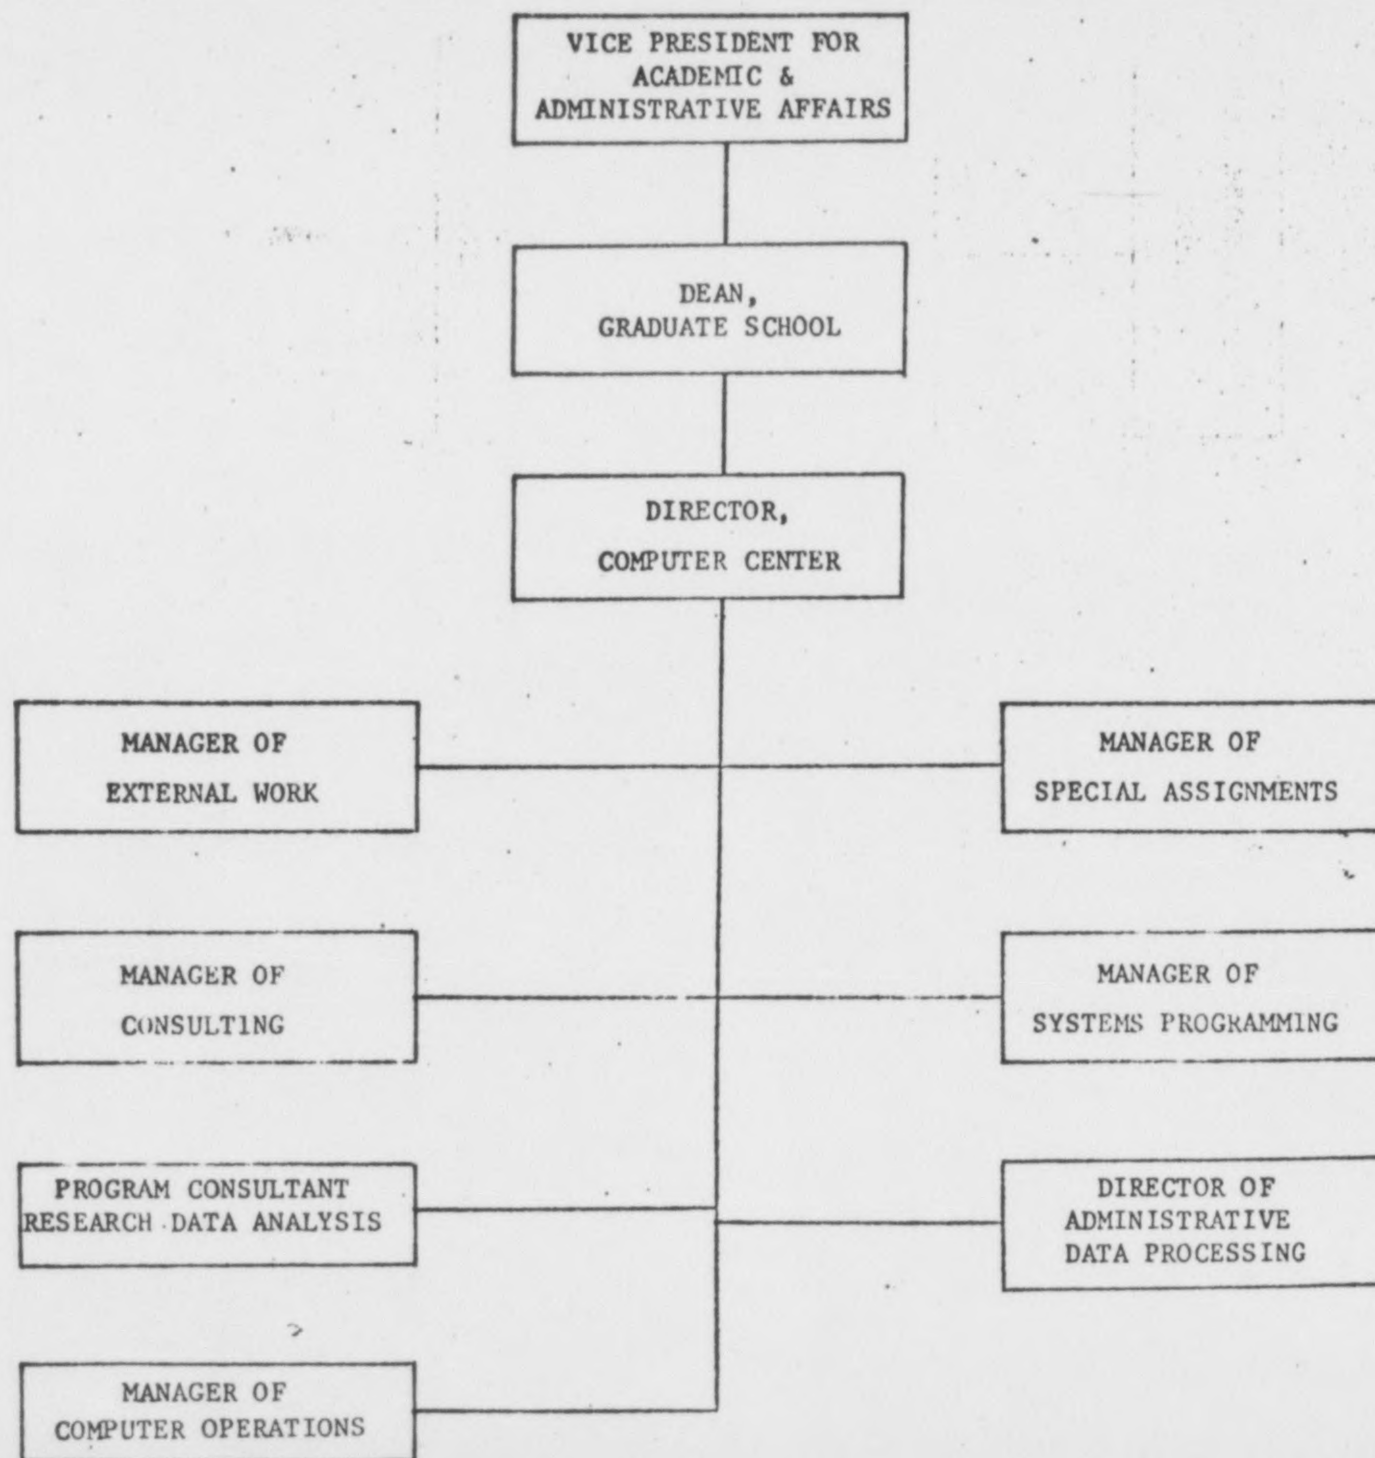 VICE PRESIDENT FOR
ACADEMIC &
ADMINISTRATIVE AFFAIRS
DEAN,
GRADUATE SCHOOL
DIRECTOR,
COMPUTER CENTER
MANAGER OF
EXTERNAL WORK
MANAGER OF
SPECIAL ASSIGNMENTS
MANAGER OF
CONSULTING
MANAGER OF
SYSTEMS PROGRAMMING
PROGRAM CONSULTANT
RESEARCH DATA ANALYSIS
DIRECTOR OF
ADMINISTRATIVE
DATA PROCESSING
MANAGER OF
COMPUTER OPERATIONS